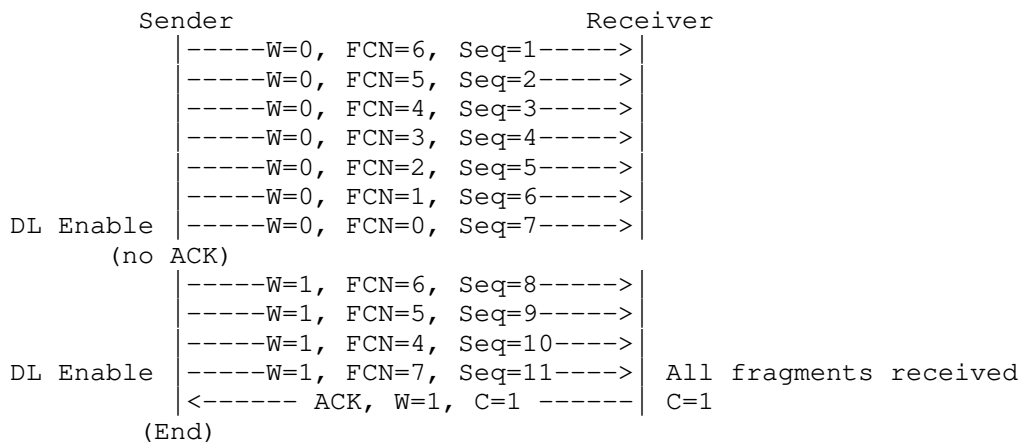 Sender                         Receiver
|-----W=0, FCN=6, Seq=1----->|
|-----W=0, FCN=5, Seq=2----->|
|-----W=0, FCN=4, Seq=3----->|
|-----W=0, FCN=3, Seq=4----->|
|-----W=0, FCN=2, Seq=5----->|
|-----W=0, FCN=1, Seq=6----->|
DL Enable |-----W=0, FCN=0, Seq=7----->|
(no ACK)
|-----W=1, FCN=6, Seq=8----->|
|-----W=1, FCN=5, Seq=9----->|
|-----W=1, FCN=4, Seq=10---->|
DL Enable |-----W=1, FCN=7, Seq=11---->| All fragments received
|<------ ACK, W=1, C=1 ------| C=1
(End)